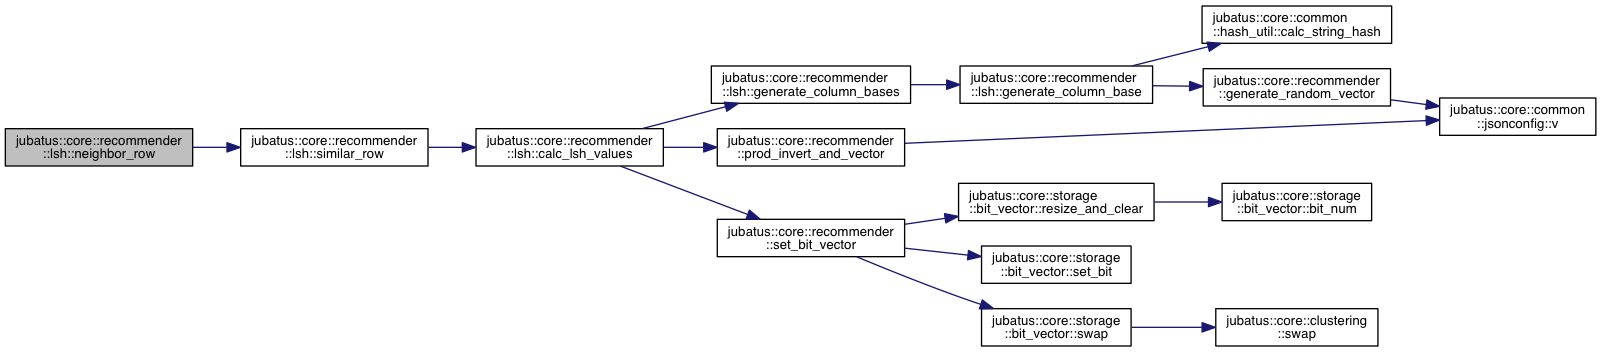 jubatus::core::recommender
::lsh::neighbor_row
jubatus::core::recommender
::lsh::similar_row
jubatus::core::recommender
::lsh::calc_lsh_values
jubatus::core::recommender
::lsh::generate_column_bases
jubatus::core::recommender
::lsh::generate_column_base
jubatus::core::common
::hash_util::calc_string_hash
jubatus::core::recommender
::generate_random_vector
jubatus::core::common
::jsonconfig::v
jubatus::core::recommender
::prod_invert_and_vector
jubatus::core::recommender
::set_bit_vector
jubatus::core::storage
::bit_vector::resize_and_clear
jubatus::core::storage
::bit_vector::bit_num
jubatus::core::storage
::bit_vector::set_bit
jubatus::core::storage
::bit_vector::swap
jubatus::core::clustering
::swap